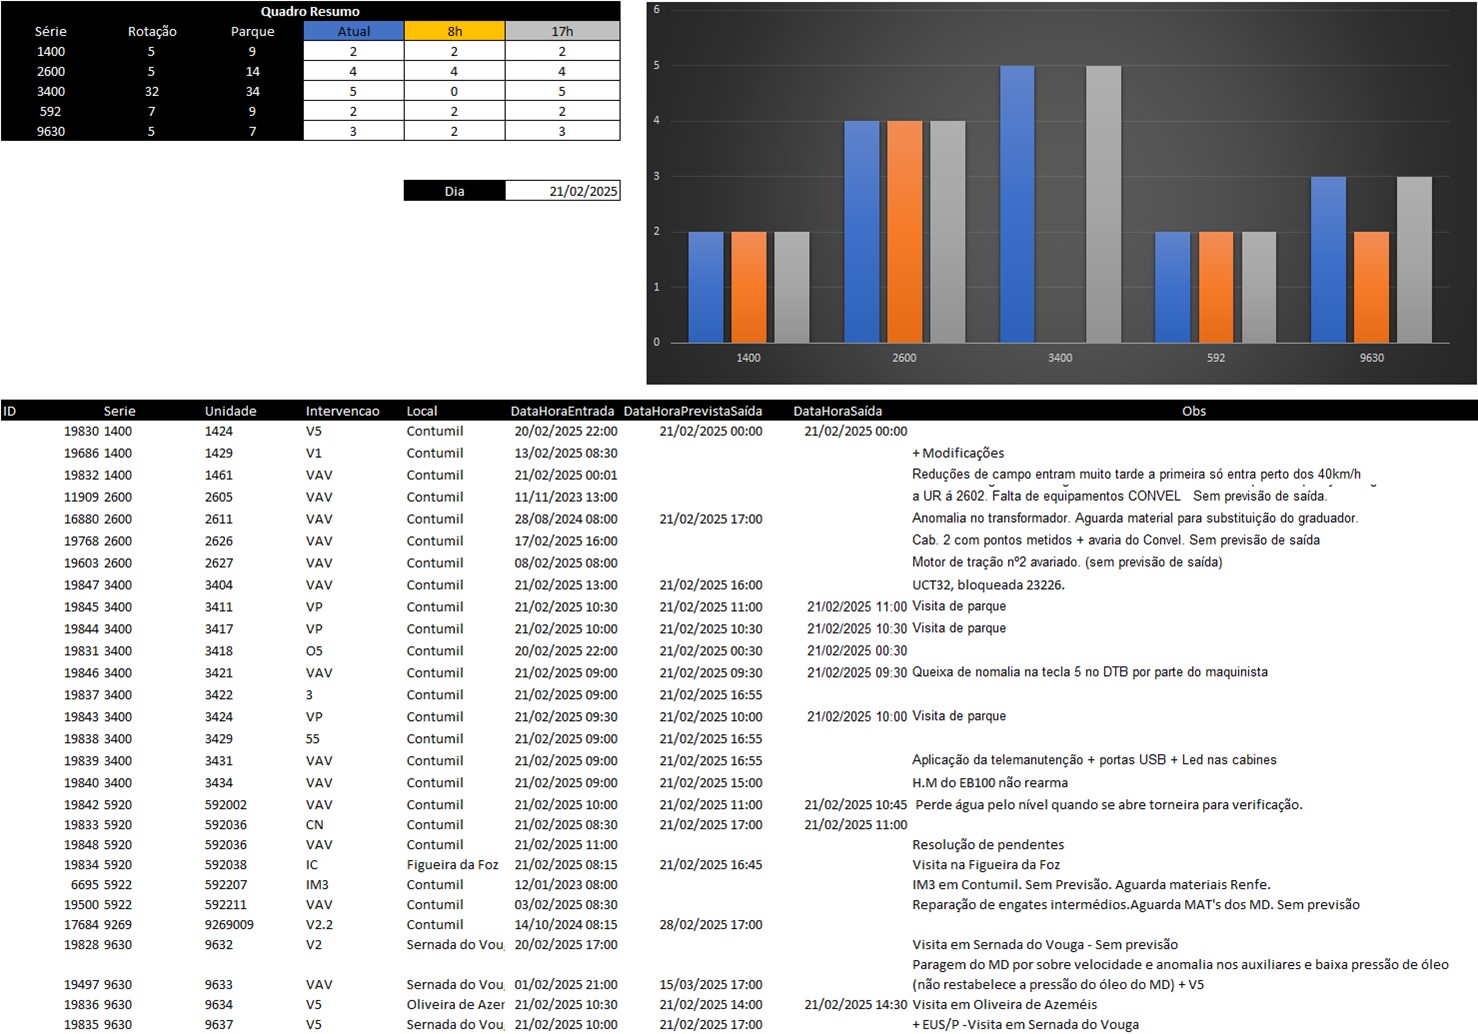 Quadro Resumo
Série Rotação Parque Atual 8h 17h
1400 5 9 2 2 2
2600 5 14 4 4 4
3400 32 34 5 0 5
592 7 9 2 2 2
9630 5 7 3 2 3
Dia 21/02/2025
6
5
4
3
2
1
0
1400 2600 3400 592 9630
ID Serie Unidade Intervencao Local DataHoraEntrada DataHoraPrevistaSaída DataHoraSaída Obs
19830 1400 1424 V5 Contumil 20/02/2025 22:00 21/02/2025 00:00 21/02/2025 00:00
19686 1400 1429 V1 Contumil 13/02/2025 08:30 + Modificações
19832 1400 1461 VAV Contumil 21/02/2025 00:01 Reduções de campo entram muito tarde a primeira só entra perto dos 40km/h
11909 2600 2605 VAV Contumil 11/11/2023 13:00 a UR á 2602. Falta de equipamentos CONVEL Sem previsão de saída.
16880 2600 2611 VAV Contumil 28/08/2024 08:00 21/02/2025 17:00 Anomalia no transformador. Aguarda material para substituição do graduador.
19768 2600 2626 VAV Contumil 17/02/2025 16:00 Cab. 2 com pontos metidos + avaria do Convel. Sem previsão de saída
19603 2600 2627 VAV Contumil 08/02/2025 08:00 Motor de tração nº2 avariado. (sem previsão de saída)
19847 3400 3404 VAV Contumil 21/02/2025 13:00 21/02/2025 16:00 UCT32, bloqueada 23226.
19845 3400 3411 VP Contumil 21/02/2025 10:30 21/02/2025 11:00 21/02/2025 11:00 Visita de parque
19844 3400 3417 VP Contumil 21/02/2025 10:00 21/02/2025 10:30 21/02/2025 10:30 Visita de parque
19831 3400 3418 O5 Contumil 20/02/2025 22:00 21/02/2025 00:30 21/02/2025 00:30
19846 3400 3421 VAV Contumil 21/02/2025 09:00 21/02/2025 09:30 21/02/2025 09:30 Queixa de nomalia na tecla 5 no DTB por parte do maquinista
19837 3400 3422 3 Contumil 21/02/2025 09:00 21/02/2025 16:55
19843 3400 3424 VP Contumil 21/02/2025 09:30 21/02/2025 10:00 21/02/2025 10:00 Visita de parque
19838 3400 3429 55 Contumil 21/02/2025 09:00 21/02/2025 16:55
19839 3400 3431 VAV Contumil 21/02/2025 09:00 21/02/2025 16:55 Aplicação da telemanutenção + portas USB + Led nas cabines
19840 3400 3434 VAV Contumil 21/02/2025 09:00 21/02/2025 15:00 H.M do EB100 não rearma
19842 5920 592002 VAV Contumil 21/02/2025 10:00 21/02/2025 11:00 21/02/2025 10:45 Perde água pelo nível quando se abre torneira para verificação.
19833 5920 592036 CN Contumil 21/02/2025 08:30 21/02/2025 17:00 21/02/2025 11:00
19848 5920 592036 VAV Contumil 21/02/2025 11:00 Resolução de pendentes
19834 5920 592038 IC Figueira da Foz 21/02/2025 08:15 21/02/2025 16:45 Visita na Figueira da Foz
6695 5922 592207 IM3 Contumil 12/01/2023 08:00 IM3 em Contumil. Sem Previsão. Aguarda materiais Renfe.
19500 5922 592211 VAV Contumil 03/02/2025 08:30 Reparação de engates intermédios.Aguarda MAT's dos MD. Sem previsão
17684 9269 9269009 V2.2 Contumil 14/10/2024 08:15 28/02/2025 17:00
19828 9630 9632 V2 Sernada do Voug 20/02/2025 17:00 Visita em Sernada do Vouga - Sem previsão
Paragem do MD por sobre velocidade e anomalia nos auxiliares e baixa pressão de óleo
19497 9630 9633 VAV Sernada do Voug 01/02/2025 21:00 15/03/2025 17:00 (não restabelece a pressão do óleo do MD) + V5
19836 9630 9634 V5 Oliveira de Azer 21/02/2025 10:30 21/02/2025 14:00 21/02/2025 14:30 Visita em Oliveira de Azeméis
19835 9630 9637 V5 Sernada do Voug 21/02/2025 10:00 21/02/2025 17:00 + EUS/P -Visita em Sernada do Vouga